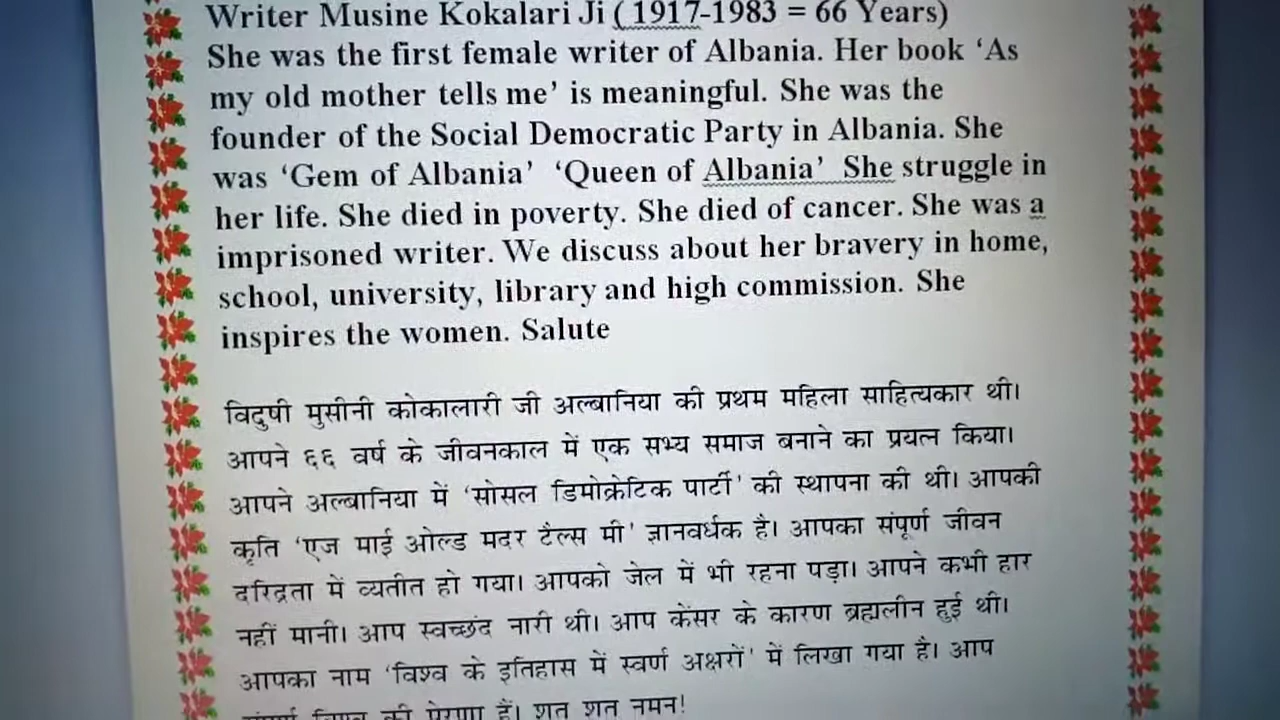 Writer Musine Kokalari Ji ( 1917-1983 = 66 Years)
She was the first female writer of Albania. Her book ‘As
my old mother tells me’ is meaningful. She was the
founder of the Social Democratic Party in Albania. She
was ‘Gem of Albania’ ‘Queen of Albania’ She struggle in
her life. She died in poverty. She died of cancer. She was a
imprisoned writer. We discuss about her bravery in home,
school, university, library and high commission. She
inspires the women. Salute
विदुषी मुसीनी कोकालारी जी अल्बानिया की प्रथम महिला साहित्यकार थी।
आपने ६६ वर्ष के जीवनकाल में एक सभ्य समाज बनाने का प्रयत्न किया।
आपने अल्बानिया में ‘सोसल डिमोक्रेटिक पार्टी’ की स्थापना की थी। आपकी
कृति ‘एज माई ओल्ड मदर टैल्स मी’ ज्ञानवर्धक है। आपका संपूर्ण जीवन
दरिद्रता में व्यतीत हो गया। आपको जेल में भी रहना पड़ा। आपने कभी हार
नहीं मानी। आप स्वच्छंद नारी थी। आप केंसर के कारण ब्रह्मलीन हुई थी।
आपका नाम ‘विश्व के इतिहास में स्वर्ण अक्षरों’ में लिखा गया है। आप
संपूर्ण विश्व की प्रेरणा हैं। शत शत नमन!